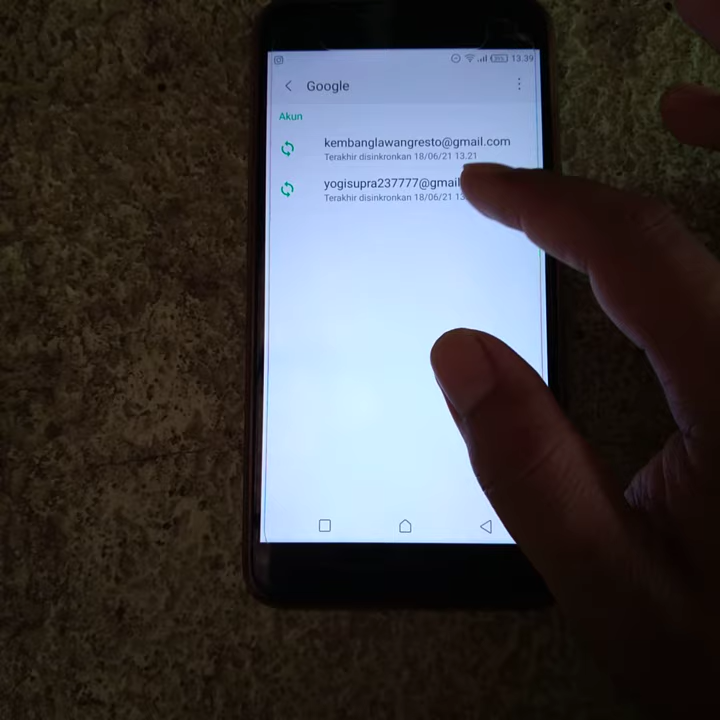 13.39
Google
Akun
kembanglawangresto@gmail.com
Terakhir disinkronkan 18/06/21 13.21
yogisupra237777@gmail
Terakhir disinkronkan 18/06/21